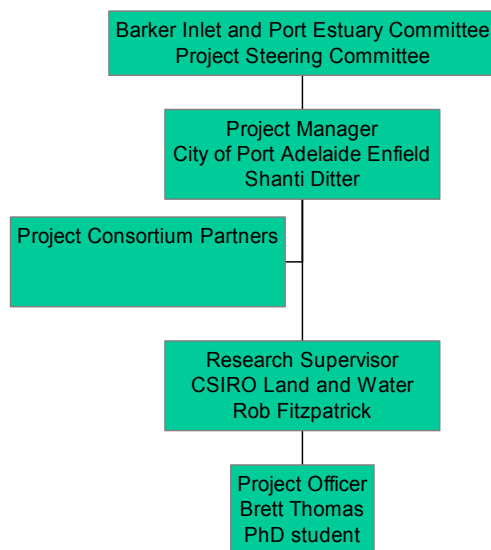 Barker Inlet and Port Estuary Committee
Project Steering Committee
Project Manager
City of Port Adelaide Enfield
Shanti Ditter
Project Consortium Partners
Research Supervisor
CSIRO Land and Water
Rob Fitzpatrick
Project Officer
Brett Thomas
PhD student